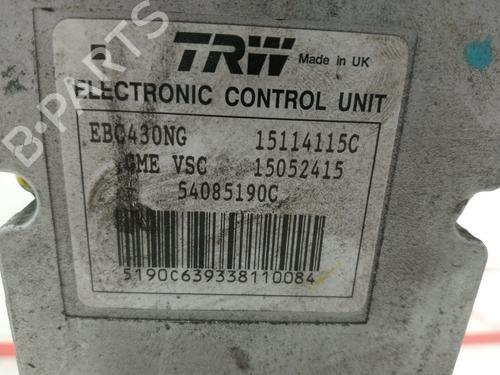 B-PARTS
TRW Made in UK
ELECTRONIC CONTROL UNIT
EBC430NG 15114115C
GME VSC 15052415
54085190C
5190C639338110084